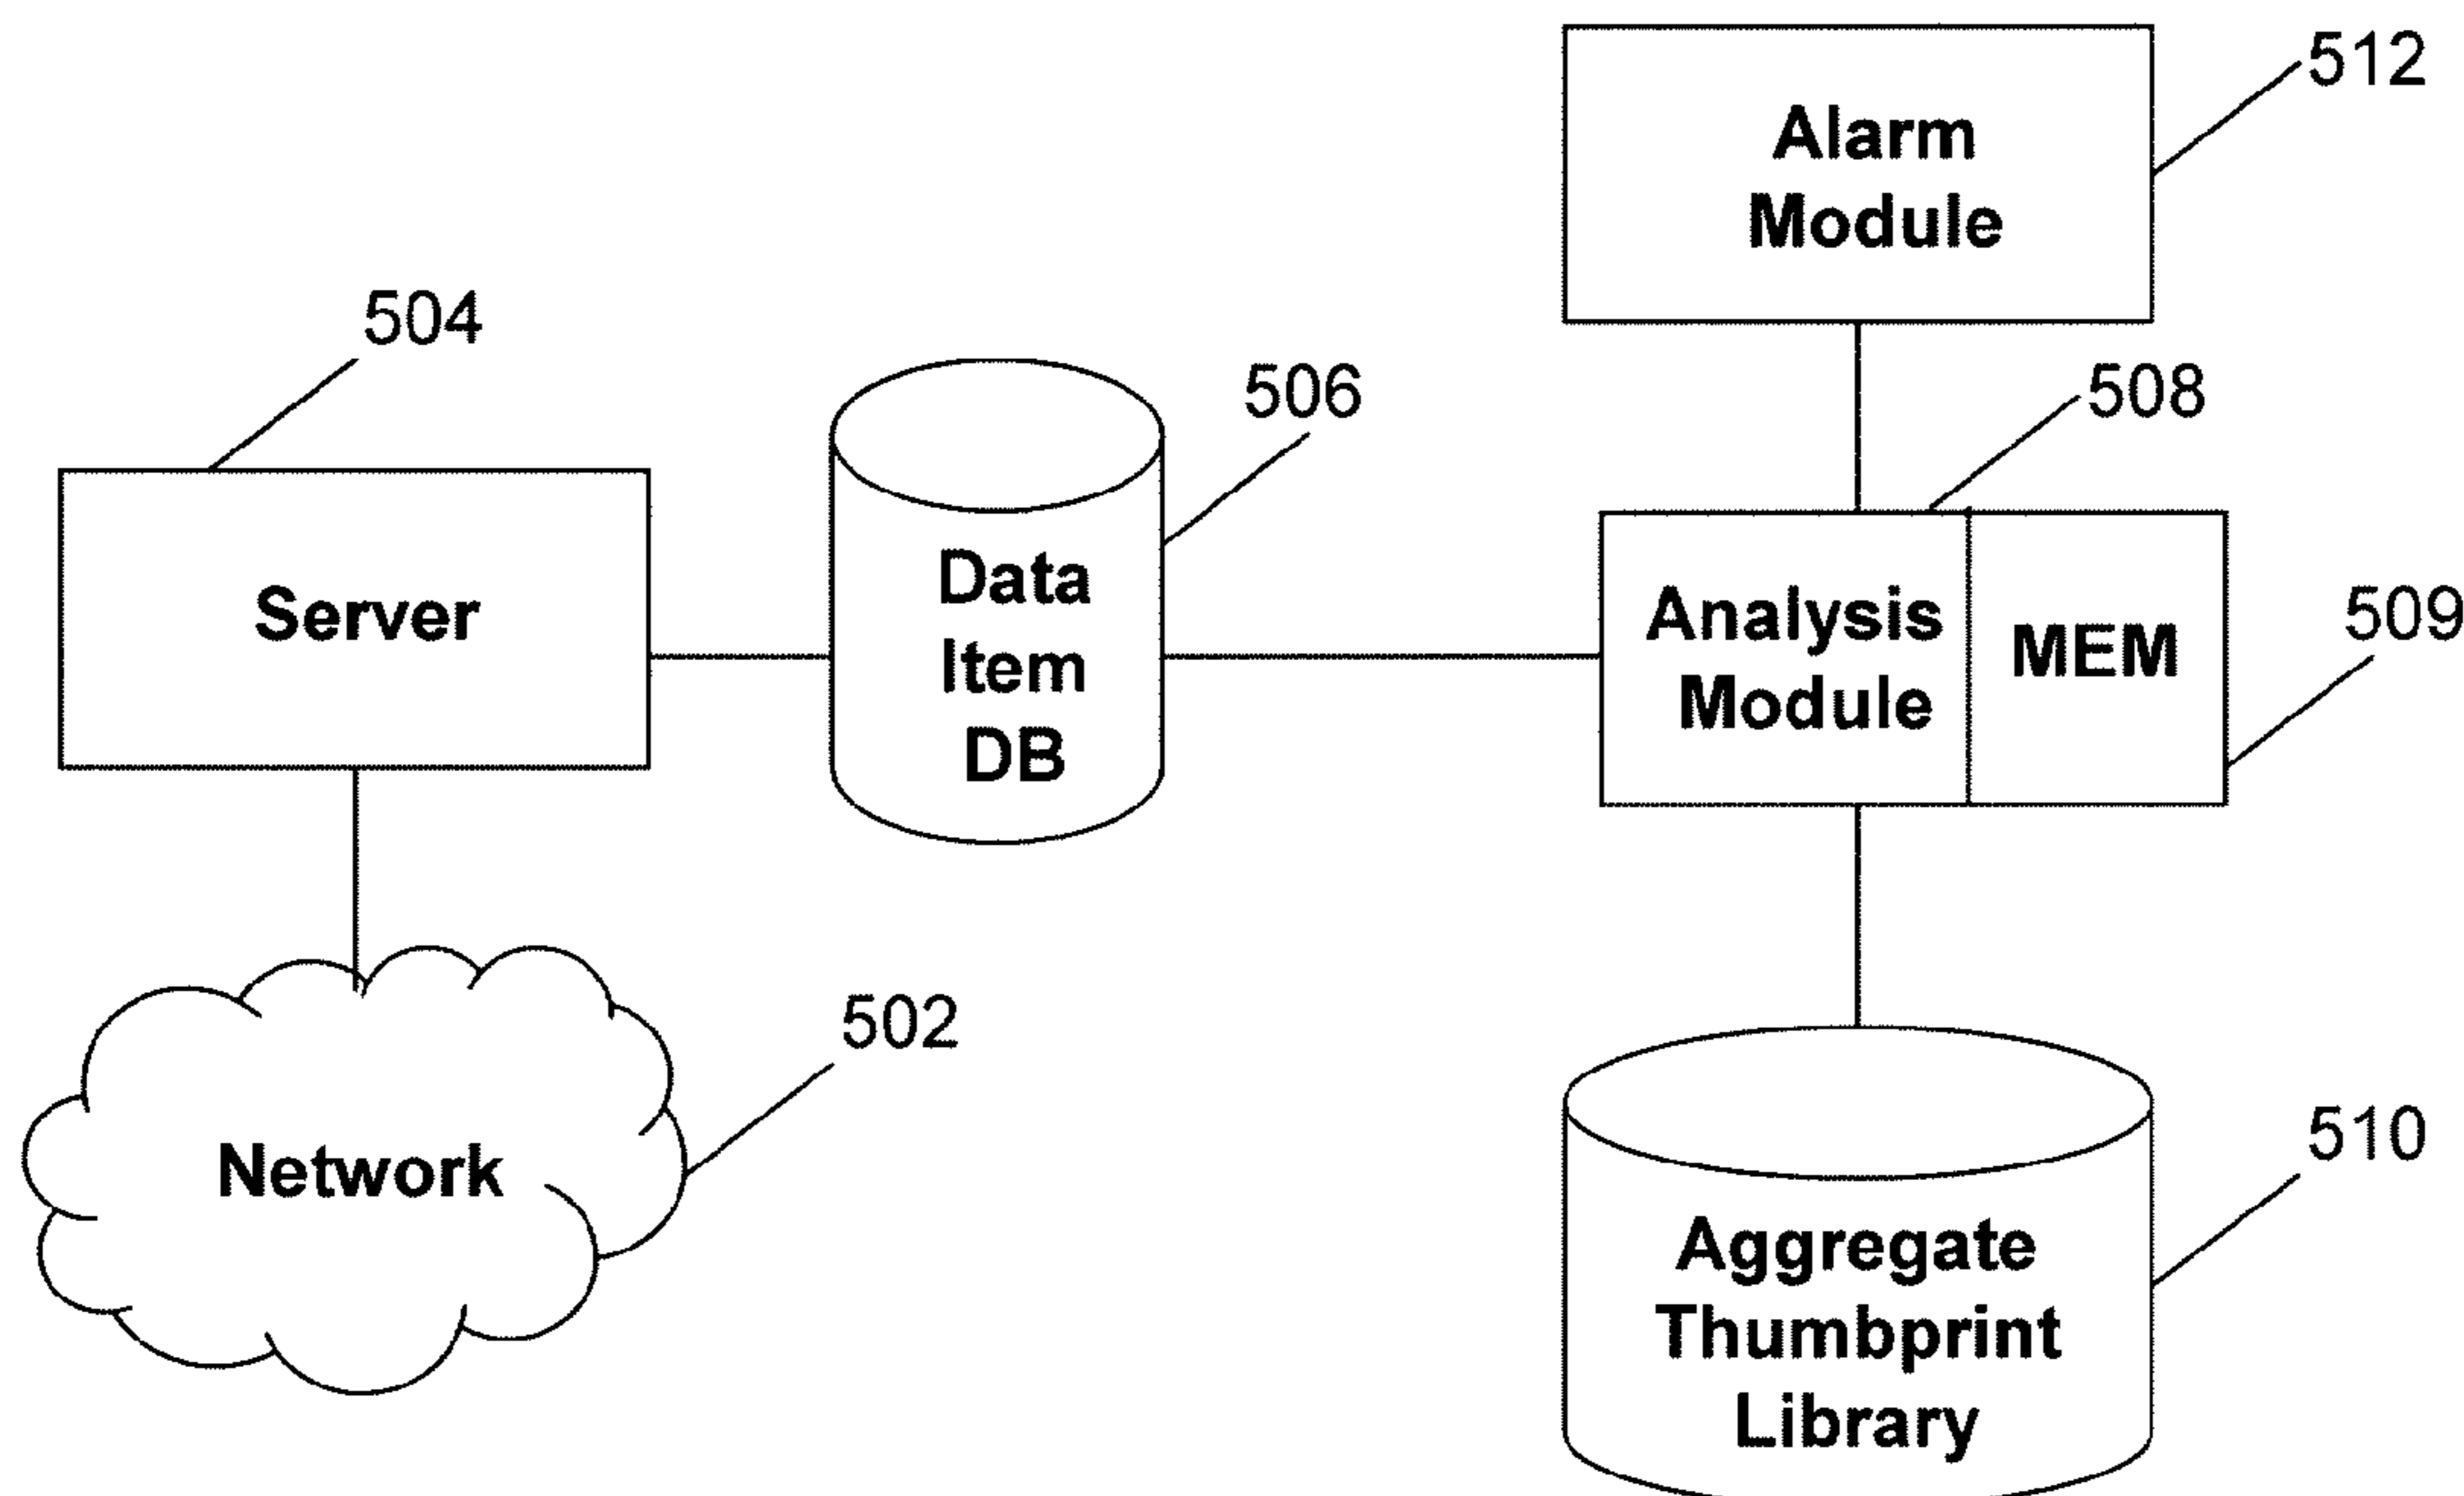 512
Alarm
Module
504
506
508
Server
Data
Item
DB
Analysis
Module
MEM
509
502
Network
510
Aggregate
Thumbprint
Library